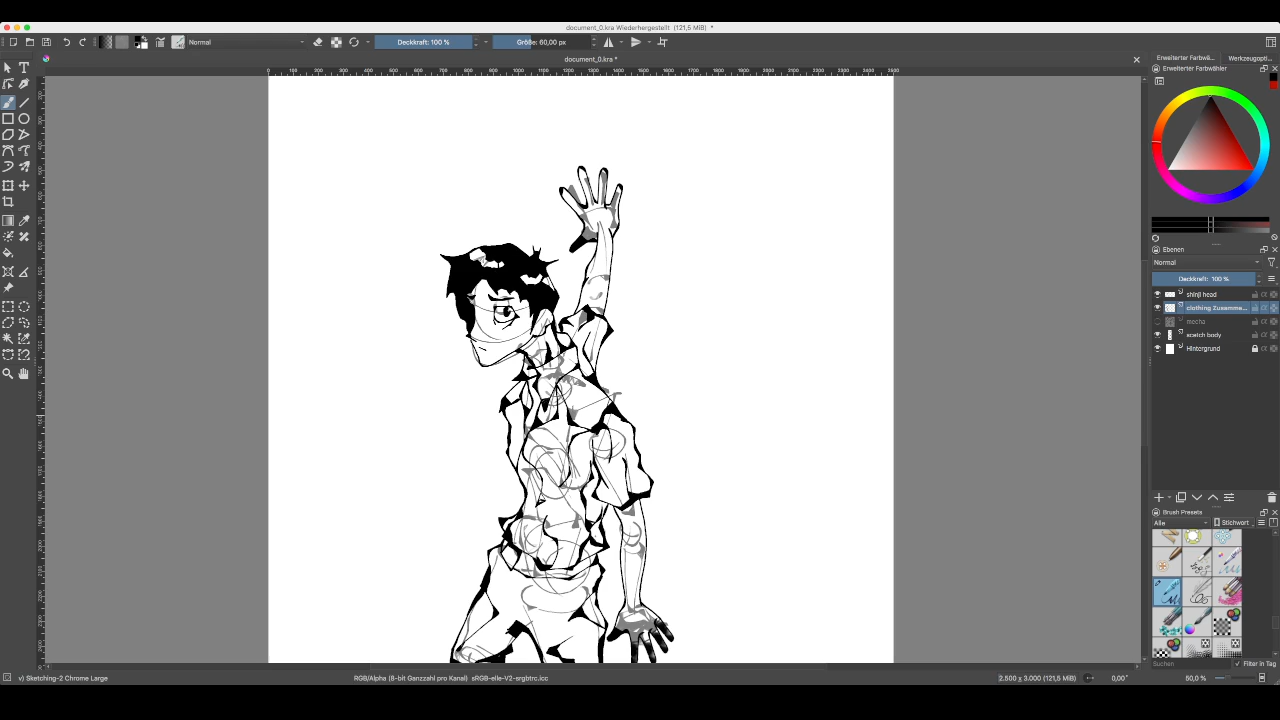 document_0.kra Wiederhergestellt (121,5 MiB) *
Normal
Deckkraft: 100 %
Größe: 60,00 px
document_0.kra *
Erweiterter Farbwä...
Werkzeugopti...
Erweiterter Farbwähler
Ebenen
Normal
Deckkraft: 100 %
shinji head
clothing Zusamme...
mecha
scetch body
Hintergrund
Brush Presets
Alle
Stichwort
Suchen
Filter in Tag
v) Sketching-2 Chrome Large
RGB/Alpha (8-bit Ganzzahl pro Kanal) sRGB-elle-V2-srgbtrc.icc
2.500 x 3.000 (121,5 MiB)
0,00°
50,0 %